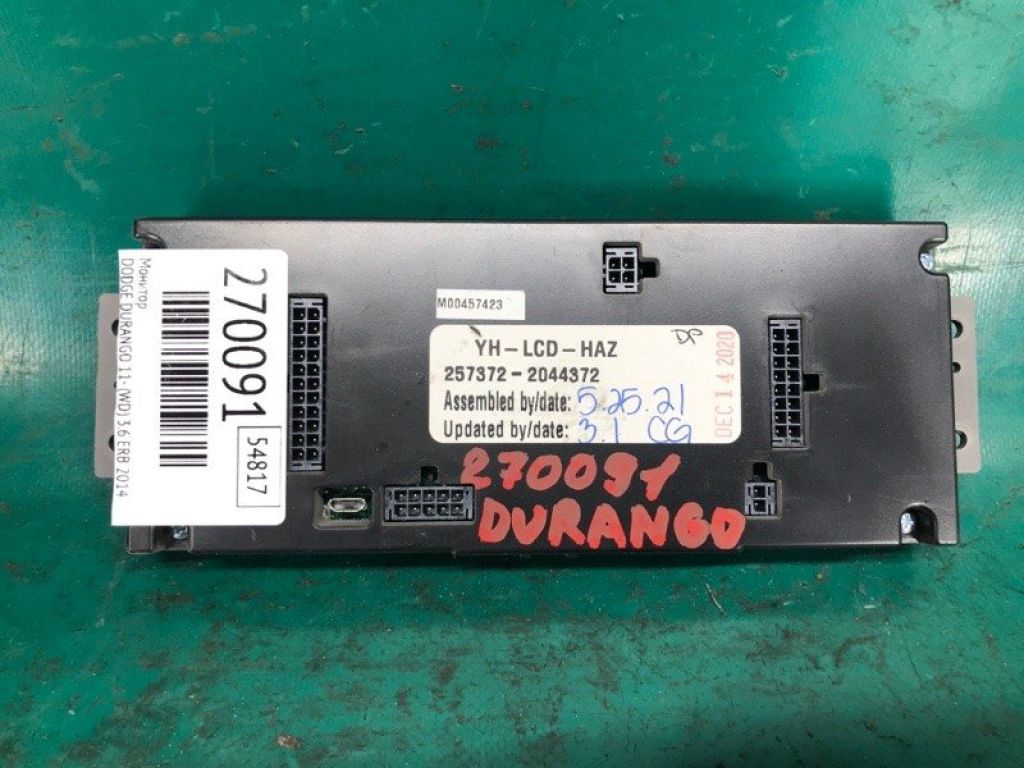 270091
54817
Монитор
DODGE DURANGO 11- (WD) 3.6 ERB 2014
M00457423
YH-LCD-HAZ
DP
257372-2044372
Assembled by/date: 5.25.21
Updated by/date: 3.1 CG
DEC 14 2020
270091
DURANGO